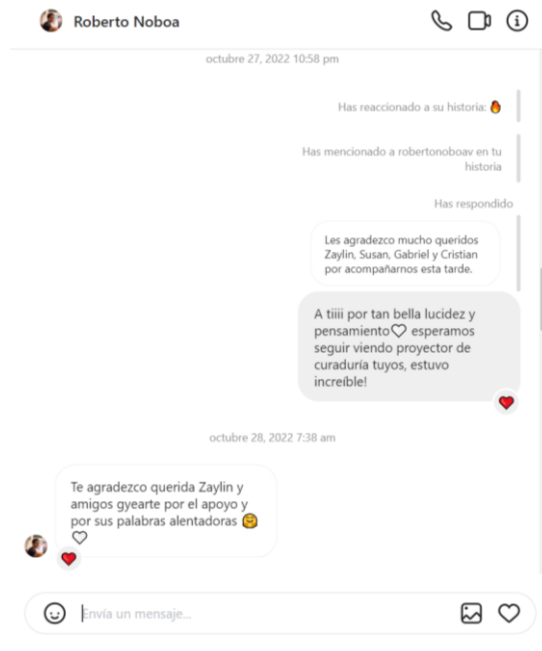 Roberto Noboa
octubre 27, 2022 10:58 pm
Has reaccionado a su historia: 🔥
Has mencionado a robertonoboav en tu
historia
Has respondido
Les agradezco mucho queridos
Zaylin, Susan, Gabriel y Cristian
por acompañarnos esta tarde.
A tiiii por tan bella lucidez y
pensamiento♡ esperamos
seguir viendo proyector de
curaduría tuyos, estuvo
increíble!
octubre 28, 2022 7:38 am
Te agradezco querida Zaylin y
amigos gyearte por el apoyo y
por sus palabras alentadoras 🤗
♡
Envía un mensaje...